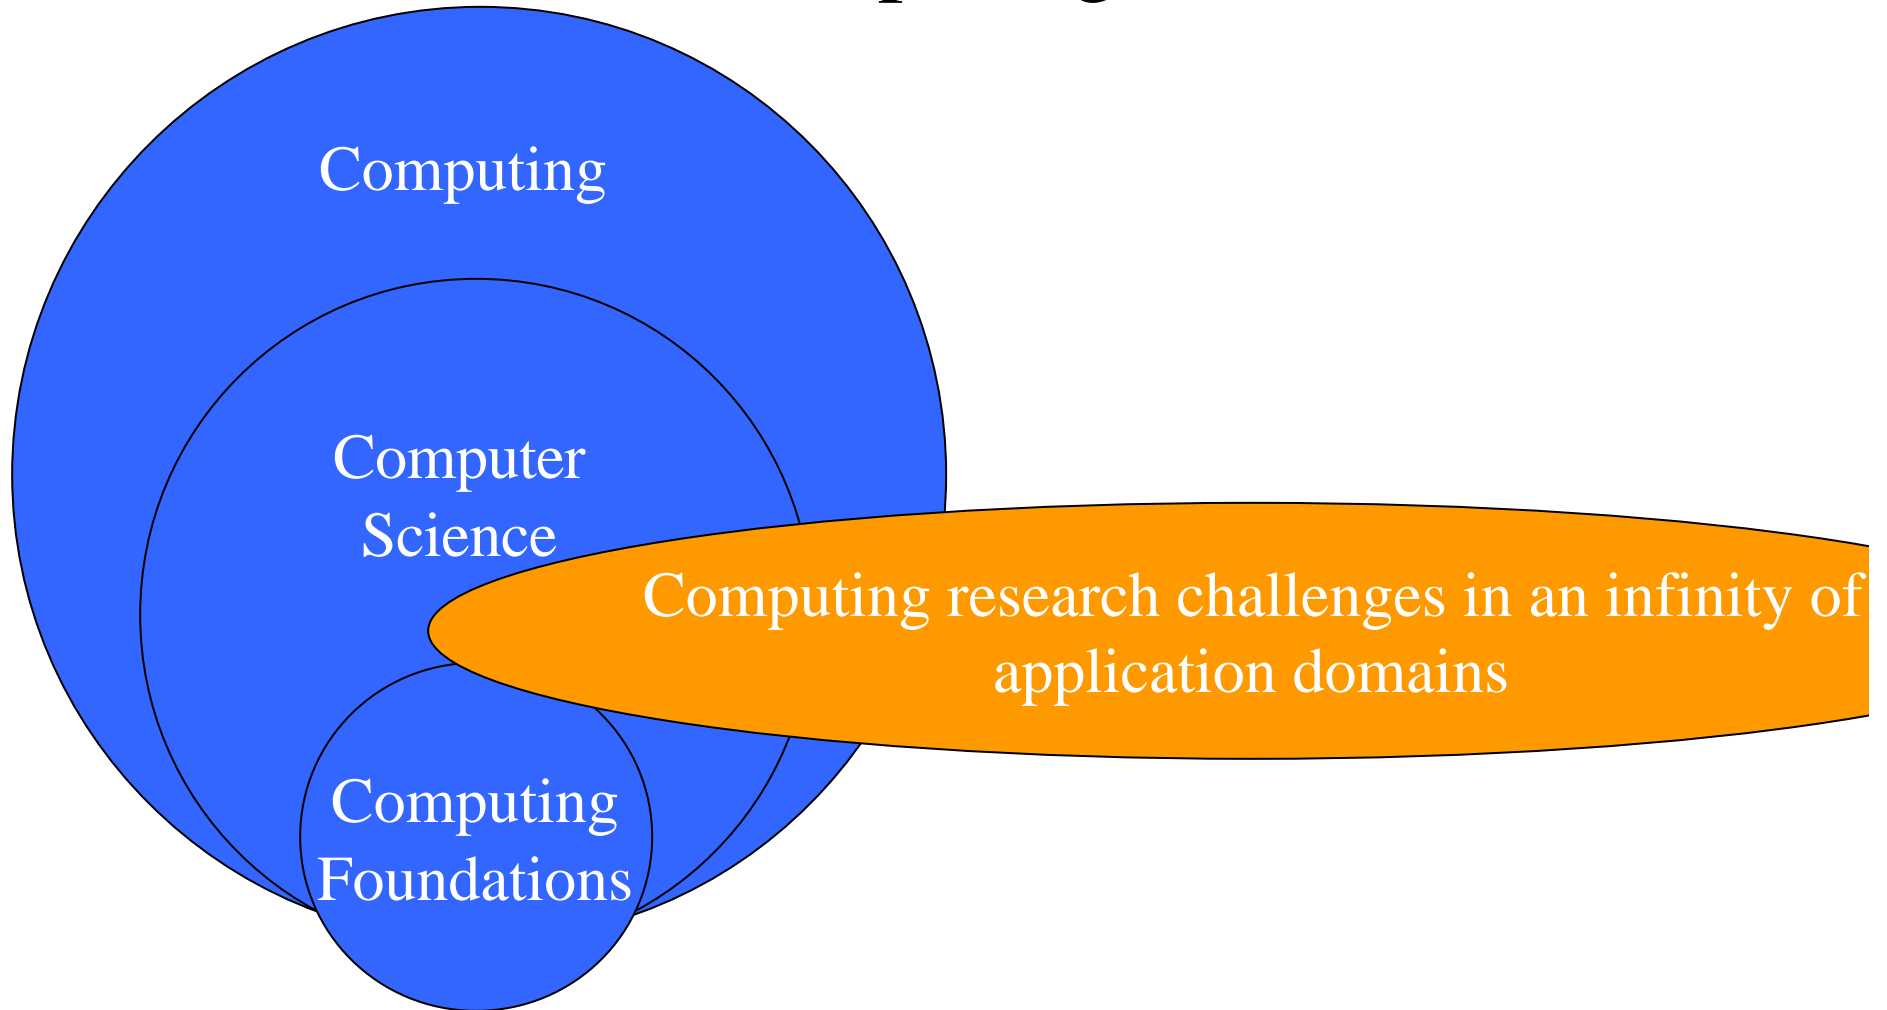 Computing
Computer
Science
Computing research challenges in an infinity of
application domains
Computing
Foundations